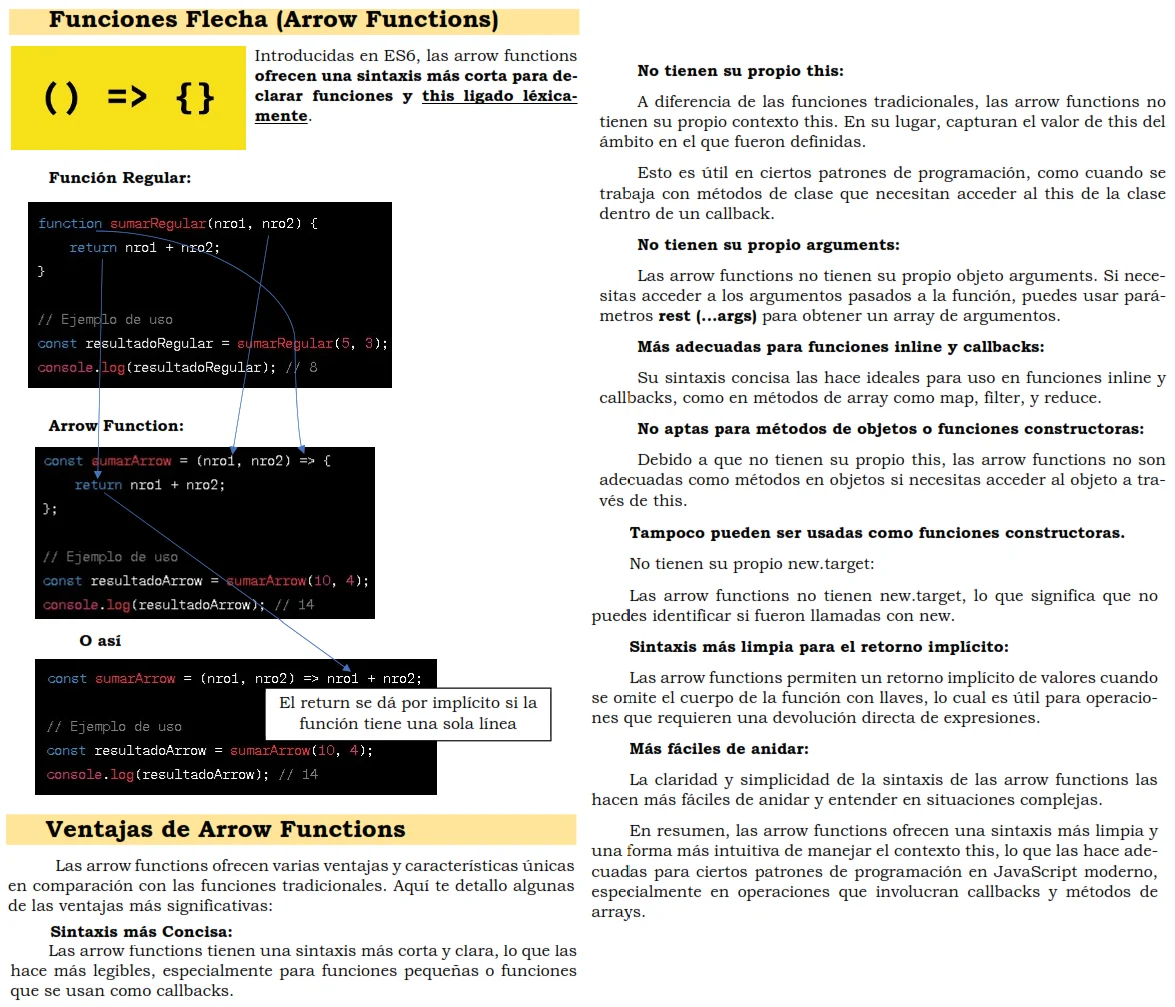 Funciones Flecha (Arrow Functions)
() => {}
Introducidas en ES6, las arrow functions
ofrecen una sintaxis más corta para de-
clarar funciones y this ligado léxica-
mente.
Función Regular:
function sumarRegular(nro1, nro2) {
return nro1 + nro2;
}
// Ejemplo de uso
const resultadoRegular = sumarRegular(5, 3);
console.log(resultadoRegular); // 8
Arrow Function:
const sumarArrow = (nro1, nro2) => {
return nro1 + nro2;
};
// Ejemplo de uso
const resultadoArrow = sumarArrow(10, 4);
console.log(resultadoArrow); // 14
O así
const sumarArrow = (nro1, nro2) => nro1 + nro2;
El return se dá por implícito si la
función tiene una sola línea
// Ejemplo de uso
const resultadoArrow = sumarArrow(10, 4);
console.log(resultadoArrow); // 14
Ventajas de Arrow Functions
Las arrow functions ofrecen varias ventajas y características únicas
en comparación con las funciones tradicionales. Aquí te detallo algunas
de las ventajas más significativas:
Sintaxis más Concisa:
Las arrow functions tienen una sintaxis más corta y clara, lo que las
hace más legibles, especialmente para funciones pequeñas o funciones
que se usan como callbacks.
No tienen su propio this:
A diferencia de las funciones tradicionales, las arrow functions no
tienen su propio contexto this. En su lugar, capturan el valor de this del
ámbito en el que fueron definidas.
Esto es útil en ciertos patrones de programación, como cuando se
trabaja con métodos de clase que necesitan acceder al this de la clase
dentro de un callback.
No tienen su propio arguments:
Las arrow functions no tienen su propio objeto arguments. Si nece-
sitas acceder a los argumentos pasados a la función, puedes usar pará-
metros rest (...args) para obtener un array de argumentos.
Más adecuadas para funciones inline y callbacks:
Su sintaxis concisa las hace ideales para uso en funciones inline y
callbacks, como en métodos de array como map, filter, y reduce.
No aptas para métodos de objetos o funciones constructoras:
Debido a que no tienen su propio this, las arrow functions no son
adecuadas como métodos en objetos si necesitas acceder al objeto a tra-
vés de this.
Tampoco pueden ser usadas como funciones constructoras.
No tienen su propio new.target:
Las arrow functions no tienen new.target, lo que significa que no
puedes identificar si fueron llamadas con new.
Sintaxis más limpia para el retorno implícito:
Las arrow functions permiten un retorno implícito de valores cuando
se omite el cuerpo de la función con llaves, lo cual es útil para operacio-
nes que requieren una devolución directa de expresiones.
Más fáciles de anidar:
La claridad y simplicidad de la sintaxis de las arrow functions las
hacen más fáciles de anidar y entender en situaciones complejas.
En resumen, las arrow functions ofrecen una sintaxis más limpia y
una forma más intuitiva de manejar el contexto this, lo que las hace ade-
cuadas para ciertos patrones de programación en JavaScript moderno,
especialmente en operaciones que involucran callbacks y métodos de
arrays.